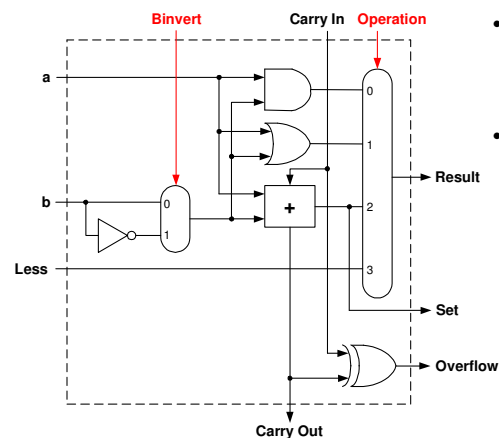 Binvert Carry In Operation •
a
0
1
•
Result
b
0
1
+
2
Less
3
Set
Overflow
Carry Out